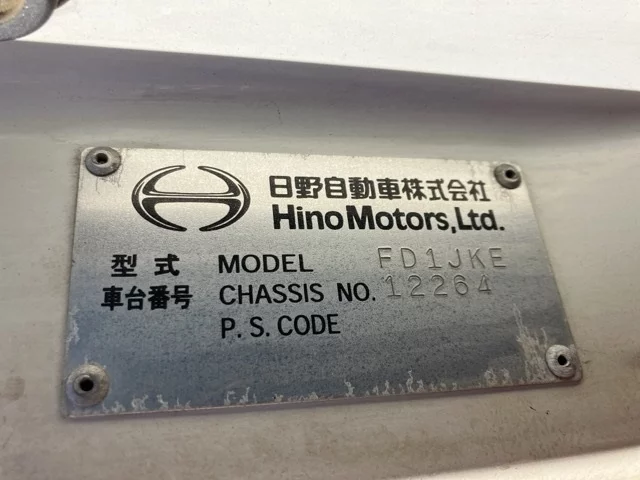 日野自動車株式会社
Hino Motors, Ltd.
型式 MODEL FD1JKE
車台番号 CHASSIS NO. 12264
P.S.CODE